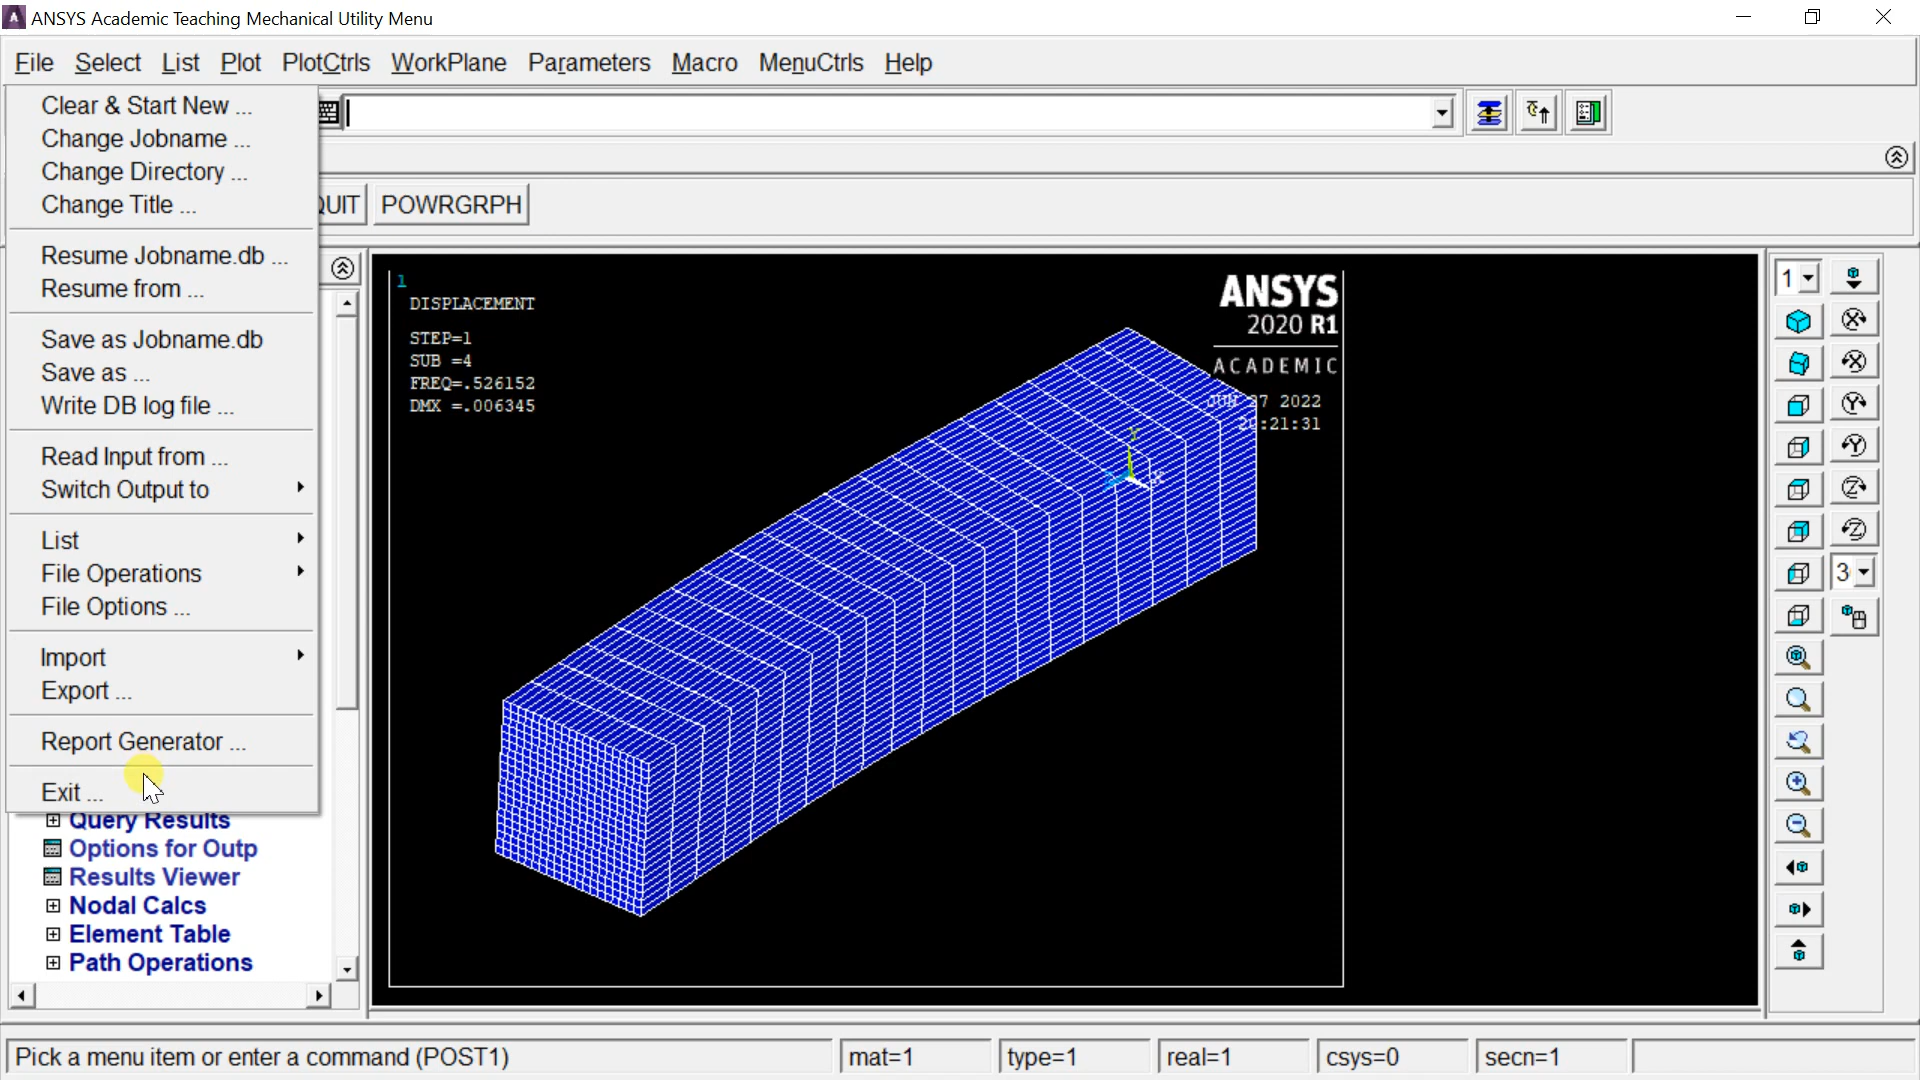 ANSYS Academic Teaching Mechanical Utility Menu
File Select List Plot PlotCtrls WorkPlane Parameters Macro MenuCtrls Help
Clear & Start New ...
Change Jobname ...
Change Directory ...
Change Title ...
QUIT POWRGRPH
Resume Jobname.db ...
Resume from ...
Save as Jobname.db
Save as ...
Write DB log file ...
Read Input from ...
Switch Output to
List
File Operations
File Options ...
Import
Export ...
Report Generator ...
Exit ...
Query Results
Options for Outp
Results Viewer
Nodal Calcs
Element Table
Path Operations
1
DISPLACEMENT
STEP=1
SUB =4
FREQ=.526152
DMX =.006345
ANSYS
2020 R1
ACADEMIC
JUN 27 2022
:21:31
Y
X
Z
1
3
Pick a menu item or enter a command (POST1) mat=1 type=1 real=1 csys=0 secn=1